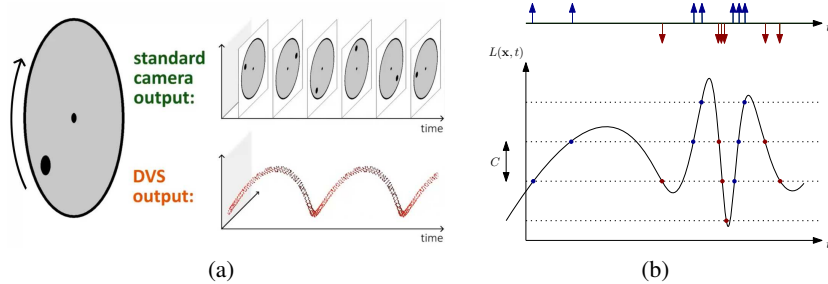 standard
camera
output:
time
DVS
output:
time
(a)
t
L(x, t)
C
t
(b)